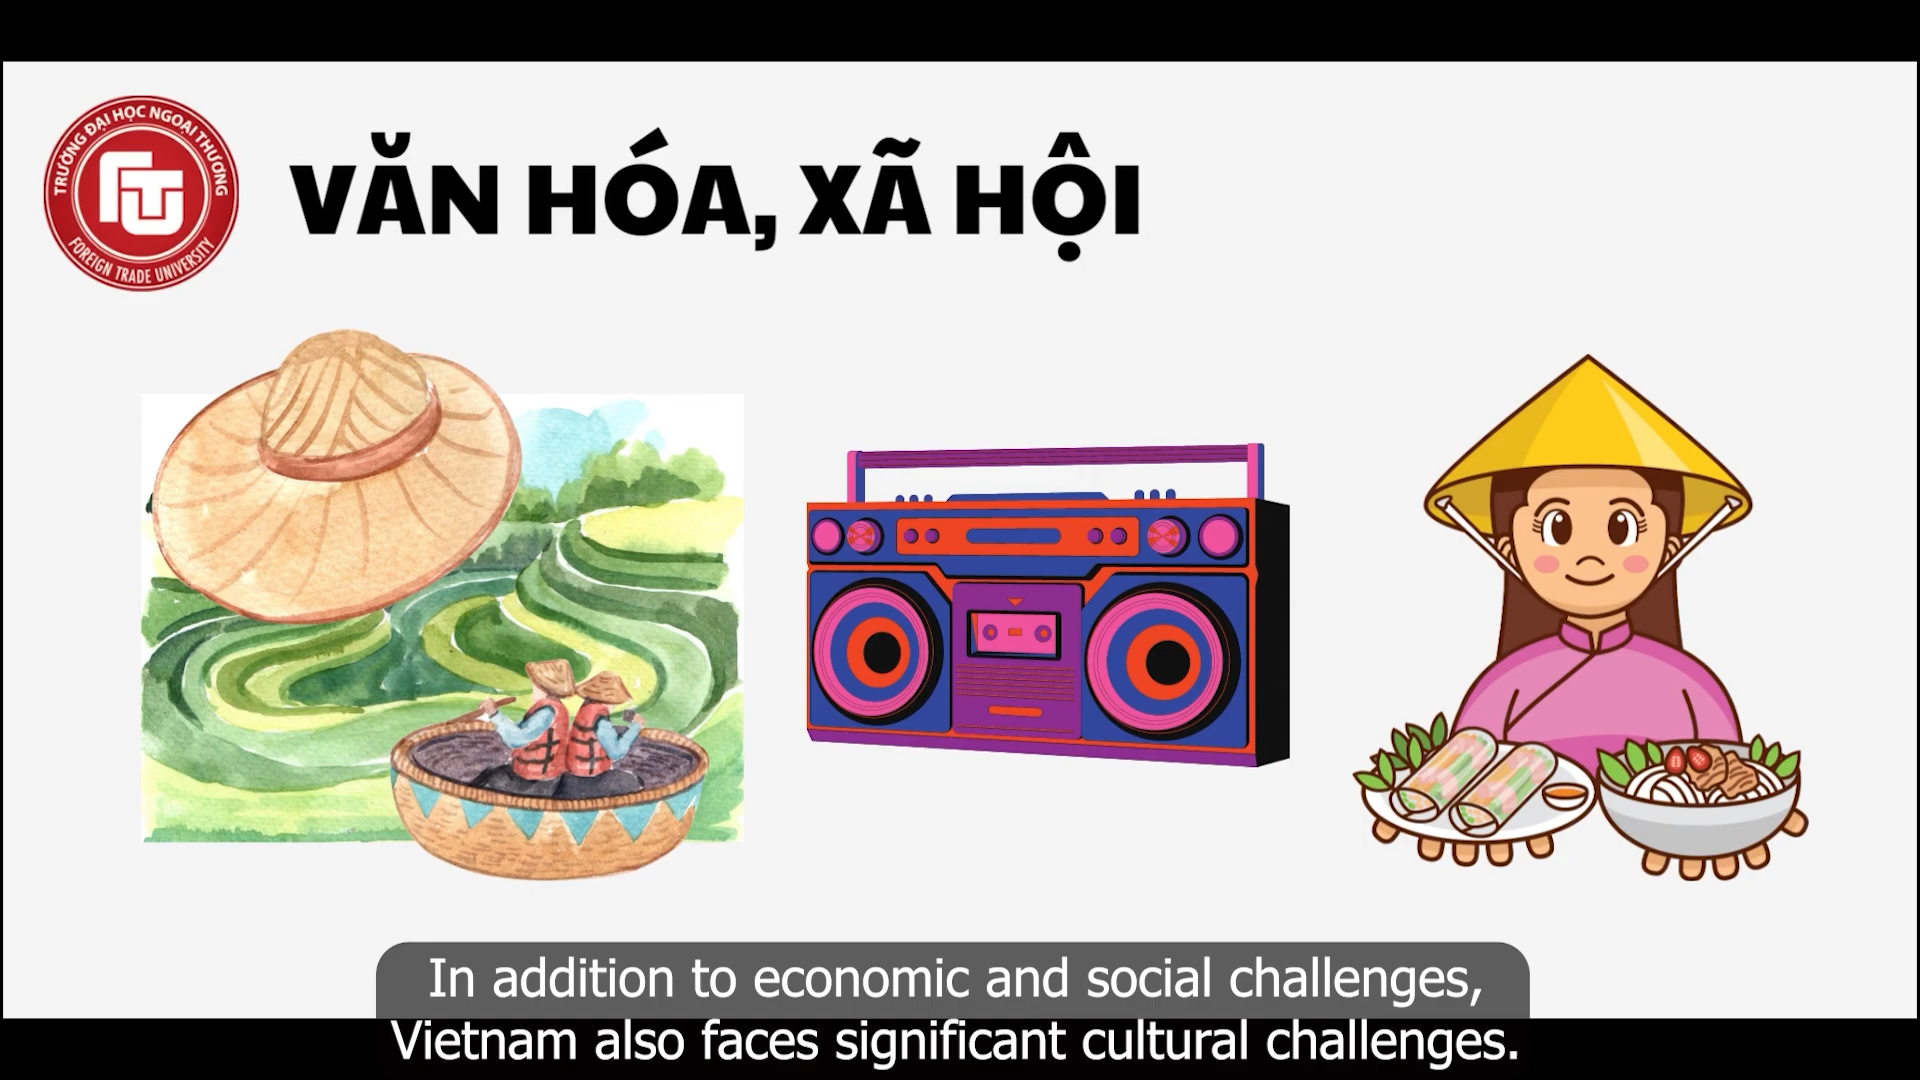 TRƯỜNG ĐẠI HỌC NGOẠI THƯƠNG
FTU
FOREIGN TRADE UNIVERSITY
VĂN HÓA, XÃ HỘI
In addition to economic and social challenges,
Vietnam also faces significant cultural challenges.